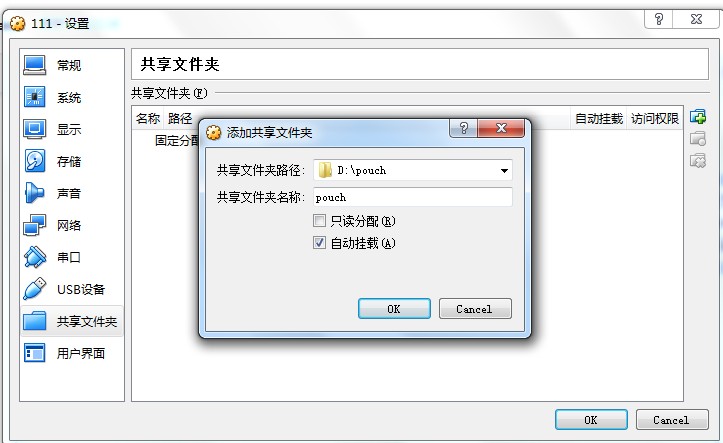 111 - 设置
常规
系统
显示
存储
声音
网络
串口
USB设备
共享文件夹
用户界面
共享文件夹
共享文件夹(F)
名称 路径 自动挂载 访问权限
固定分配
添加共享文件夹
共享文件夹路径: D:\pouch
共享文件夹名称: pouch
只读分配(R)
自动挂载(A)
OK Cancel
OK Cancel